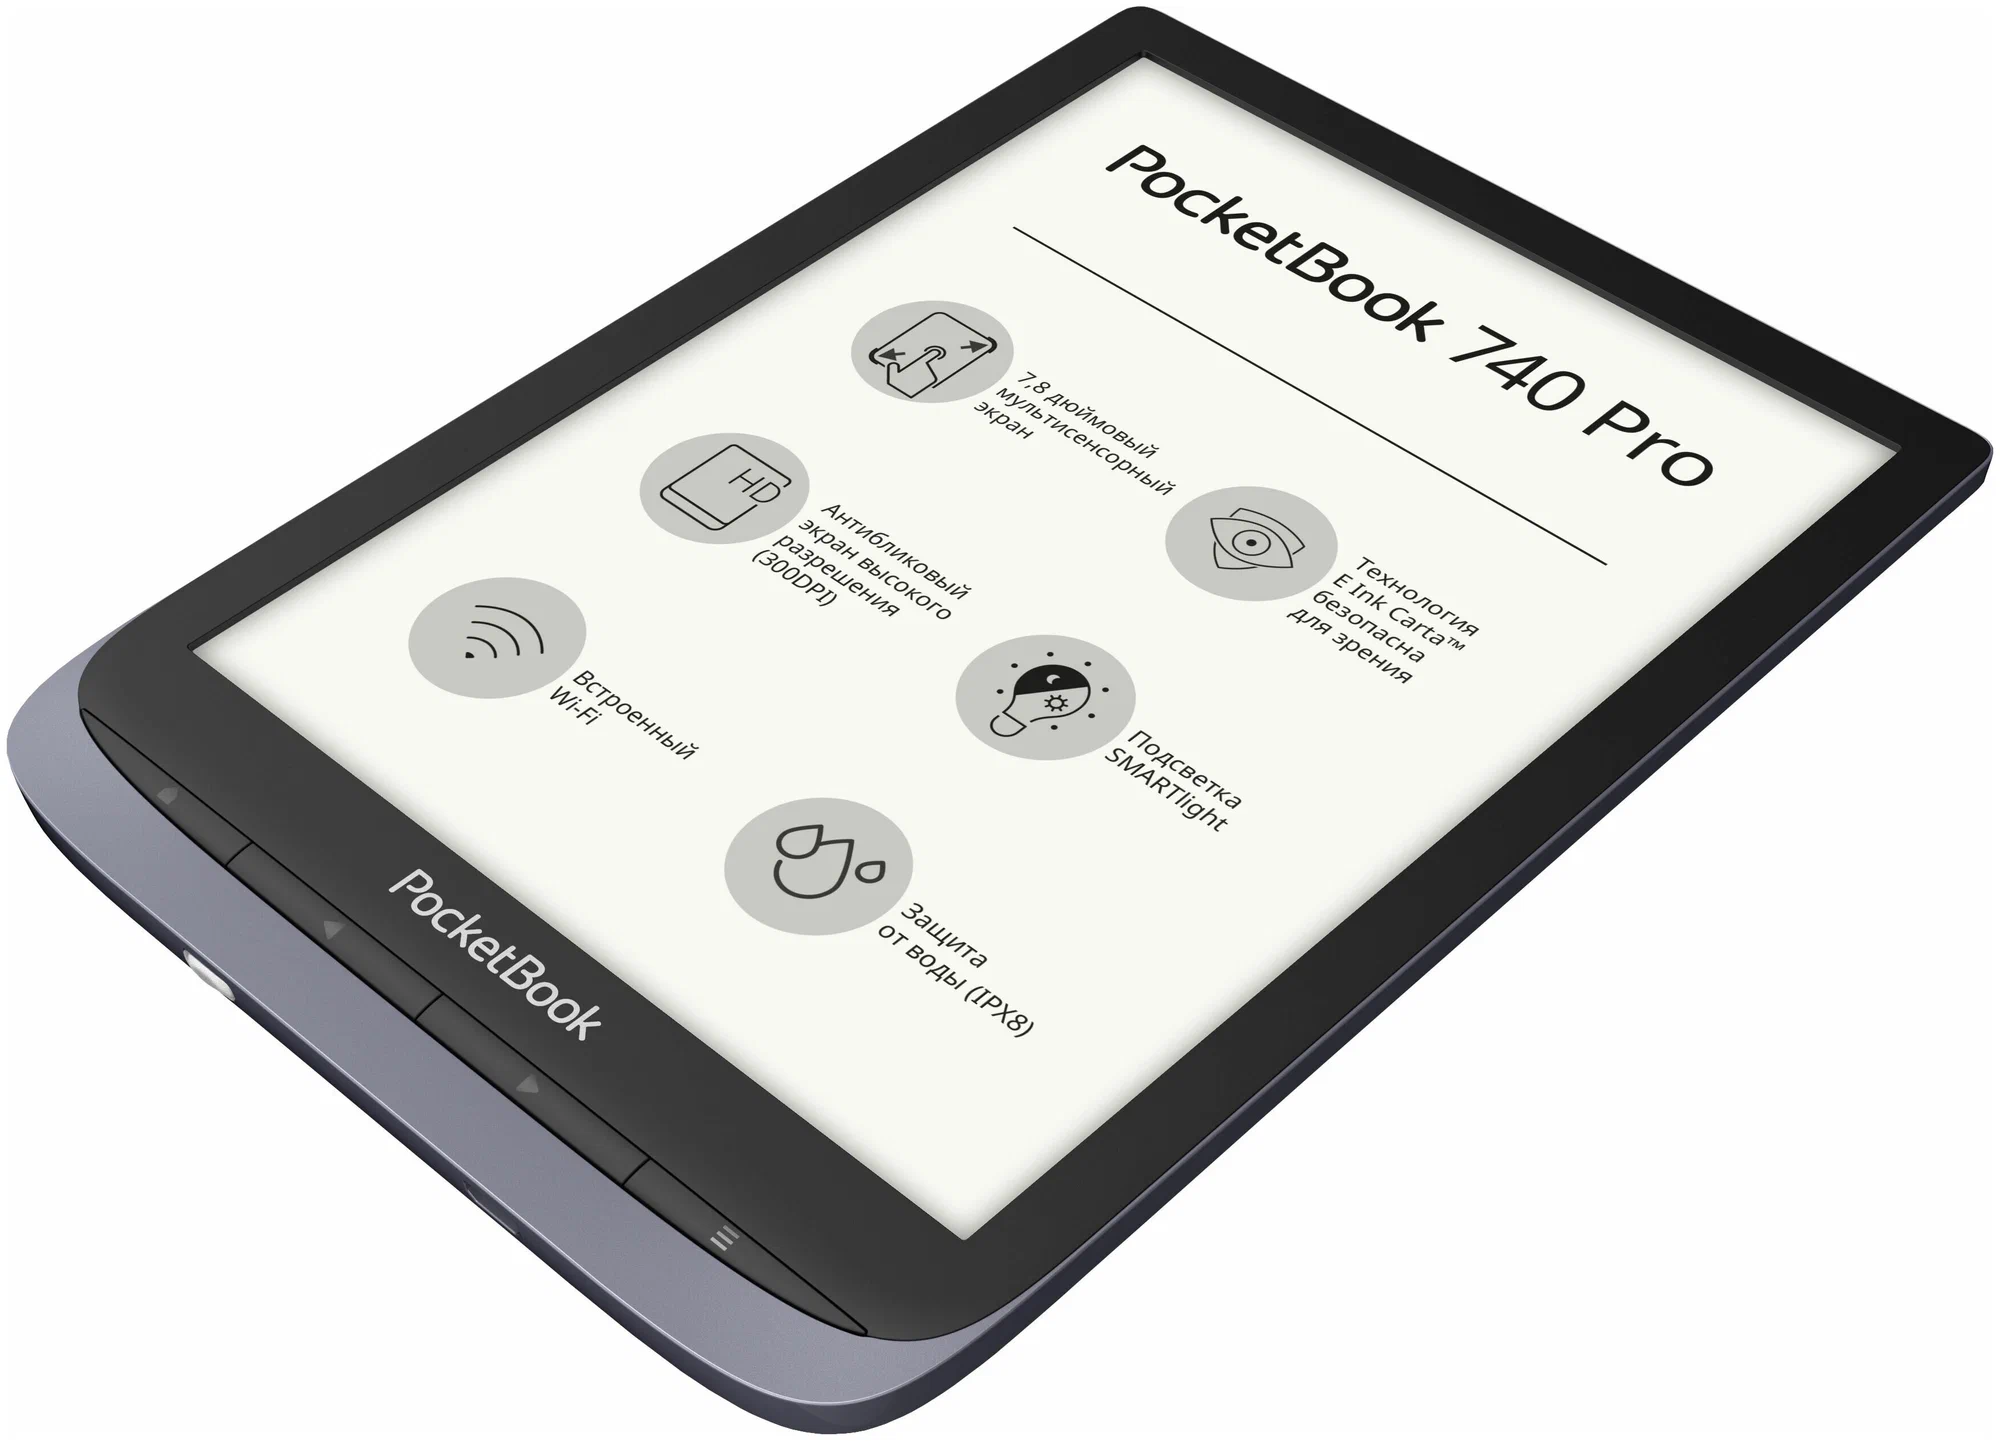 PocketBook 740 Pro
7,8 дюймовый
мультисенсорный
экран
HD
Антибликовый
экран высокого
разрешения
(300DPI)
Встроенный
Wi-Fi
Технология
E Ink Carta™
безопасна
для зрения
Подсветка
SMARTlight
Защита
от воды (IPX8)
PocketBook